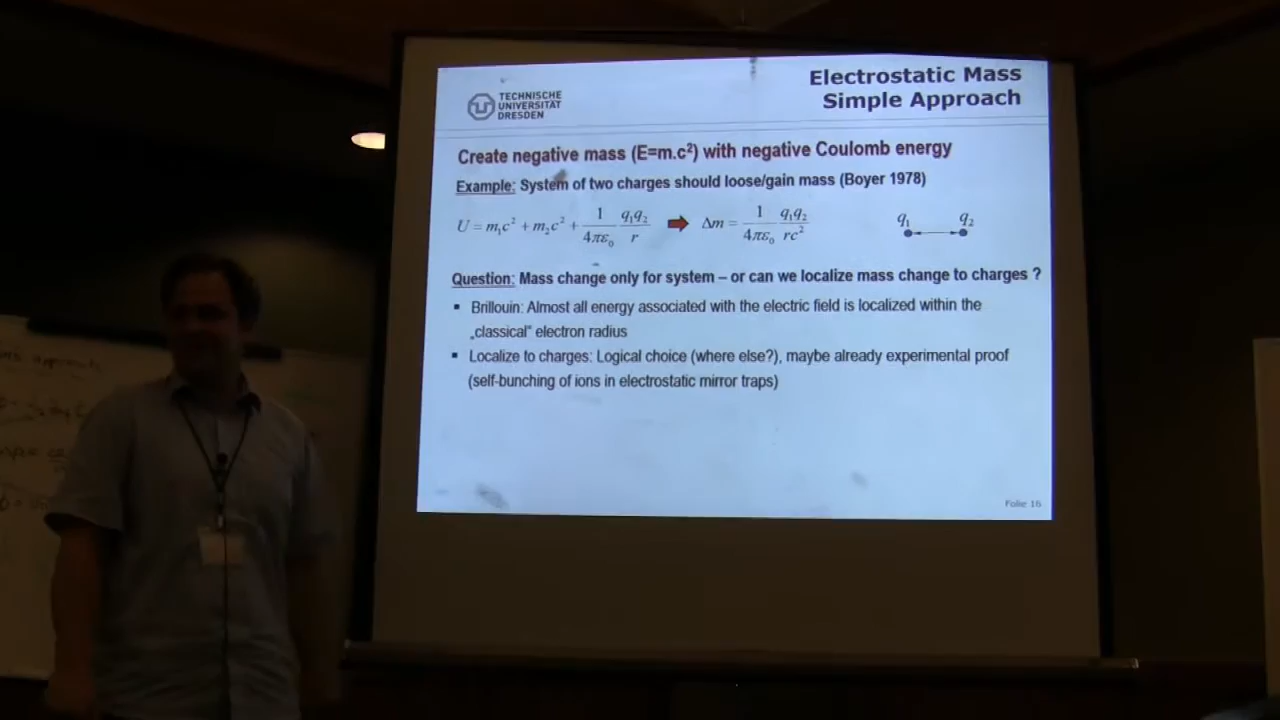 TECHNISCHE
UNIVERSITÄT
DRESDEN
Electrostatic Mass
Simple Approach
Create negative mass (E=m.c²) with negative Coulomb energy
Example: System of two charges should loose/gain mass (Boyer 1978)
U = m₁c² + m₂c² + 1/4πε₀ q₁q₂/r ➡ Δm = 1/4πε₀ q₁q₂/rc²
q₁ q₂
Question: Mass change only for system – or can we localize mass change to charges ?
▪ Brillouin: Almost all energy associated with the electric field is localized within the
„classical" electron radius
▪ Localize to charges: Logical choice (where else?), maybe already experimental proof
(self-bunching of ions in electrostatic mirror traps)
Folie 16